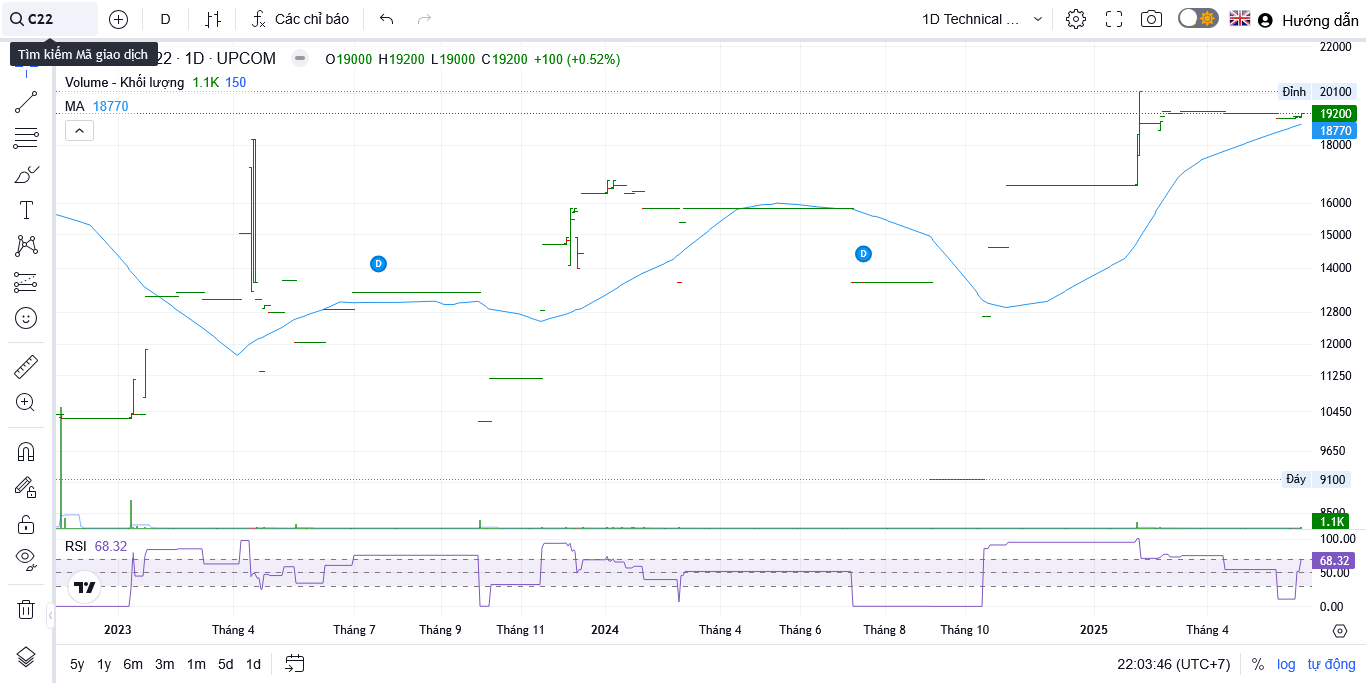 C22
D
Các chỉ báo
1D Technical ...
Hướng dẫn
Tìm kiếm Mã giao dịch
22 · 1D · UPCOM
O19000 H19200 L19000 C19200 +100 (+0.52%)
Volume - Khối lượng 1.1K 150
MA 18770
22000
Đỉnh 20100
19200
18770
18000
16000
15000
14000
12800
12000
11250
10450
9650
Đáy 9100
8500
1.1K
D
D
RSI 68.32
100.00
68.32
50.00
0.00
2023 Tháng 4 Tháng 7 Tháng 9 Tháng 11 2024 Tháng 4 Tháng 6 Tháng 8 Tháng 10 2025 Tháng 4
5y 1y 6m 3m 1m 5d 1d
22:03:46 (UTC+7) % log tự động